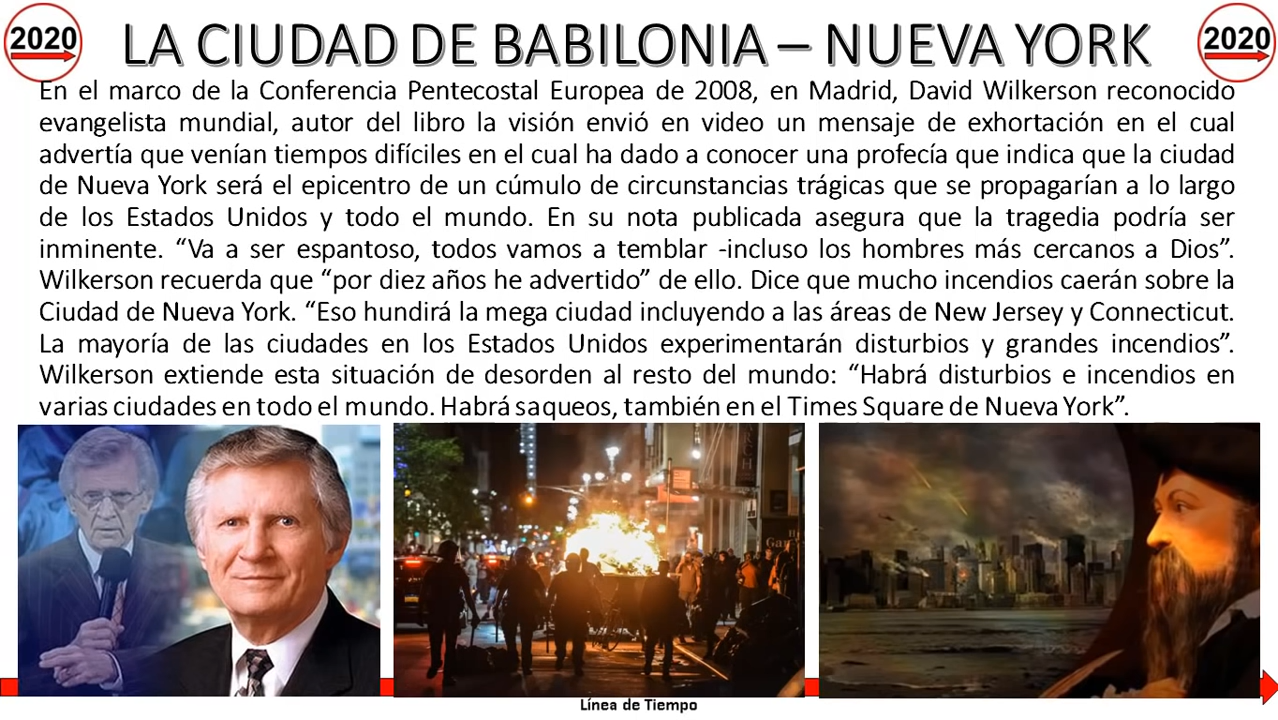 2020
LA CIUDAD DE BABILONIA – NUEVA YORK
2020
En el marco de la Conferencia Pentecostal Europea de 2008, en Madrid, David Wilkerson reconocido
evangelista mundial, autor del libro la visión envió en video un mensaje de exhortación en el cual
advertía que venían tiempos difíciles en el cual ha dado a conocer una profecía que indica que la ciudad
de Nueva York será el epicentro de un cúmulo de circunstancias trágicas que se propagarían a lo largo
de los Estados Unidos y todo el mundo. En su nota publicada asegura que la tragedia podría ser
inminente. “Va a ser espantoso, todos vamos a temblar -incluso los hombres más cercanos a Dios”.
Wilkerson recuerda que “por diez años he advertido” de ello. Dice que mucho incendios caerán sobre la
Ciudad de Nueva York. “Eso hundirá la mega ciudad incluyendo a las áreas de New Jersey y Connecticut.
La mayoría de las ciudades en los Estados Unidos experimentarán disturbios y grandes incendios”.
Wilkerson extiende esta situación de desorden al resto del mundo: “Habrá disturbios e incendios en
varias ciudades en todo el mundo. Habrá saqueos, también en el Times Square de Nueva York”.
Línea de Tiempo